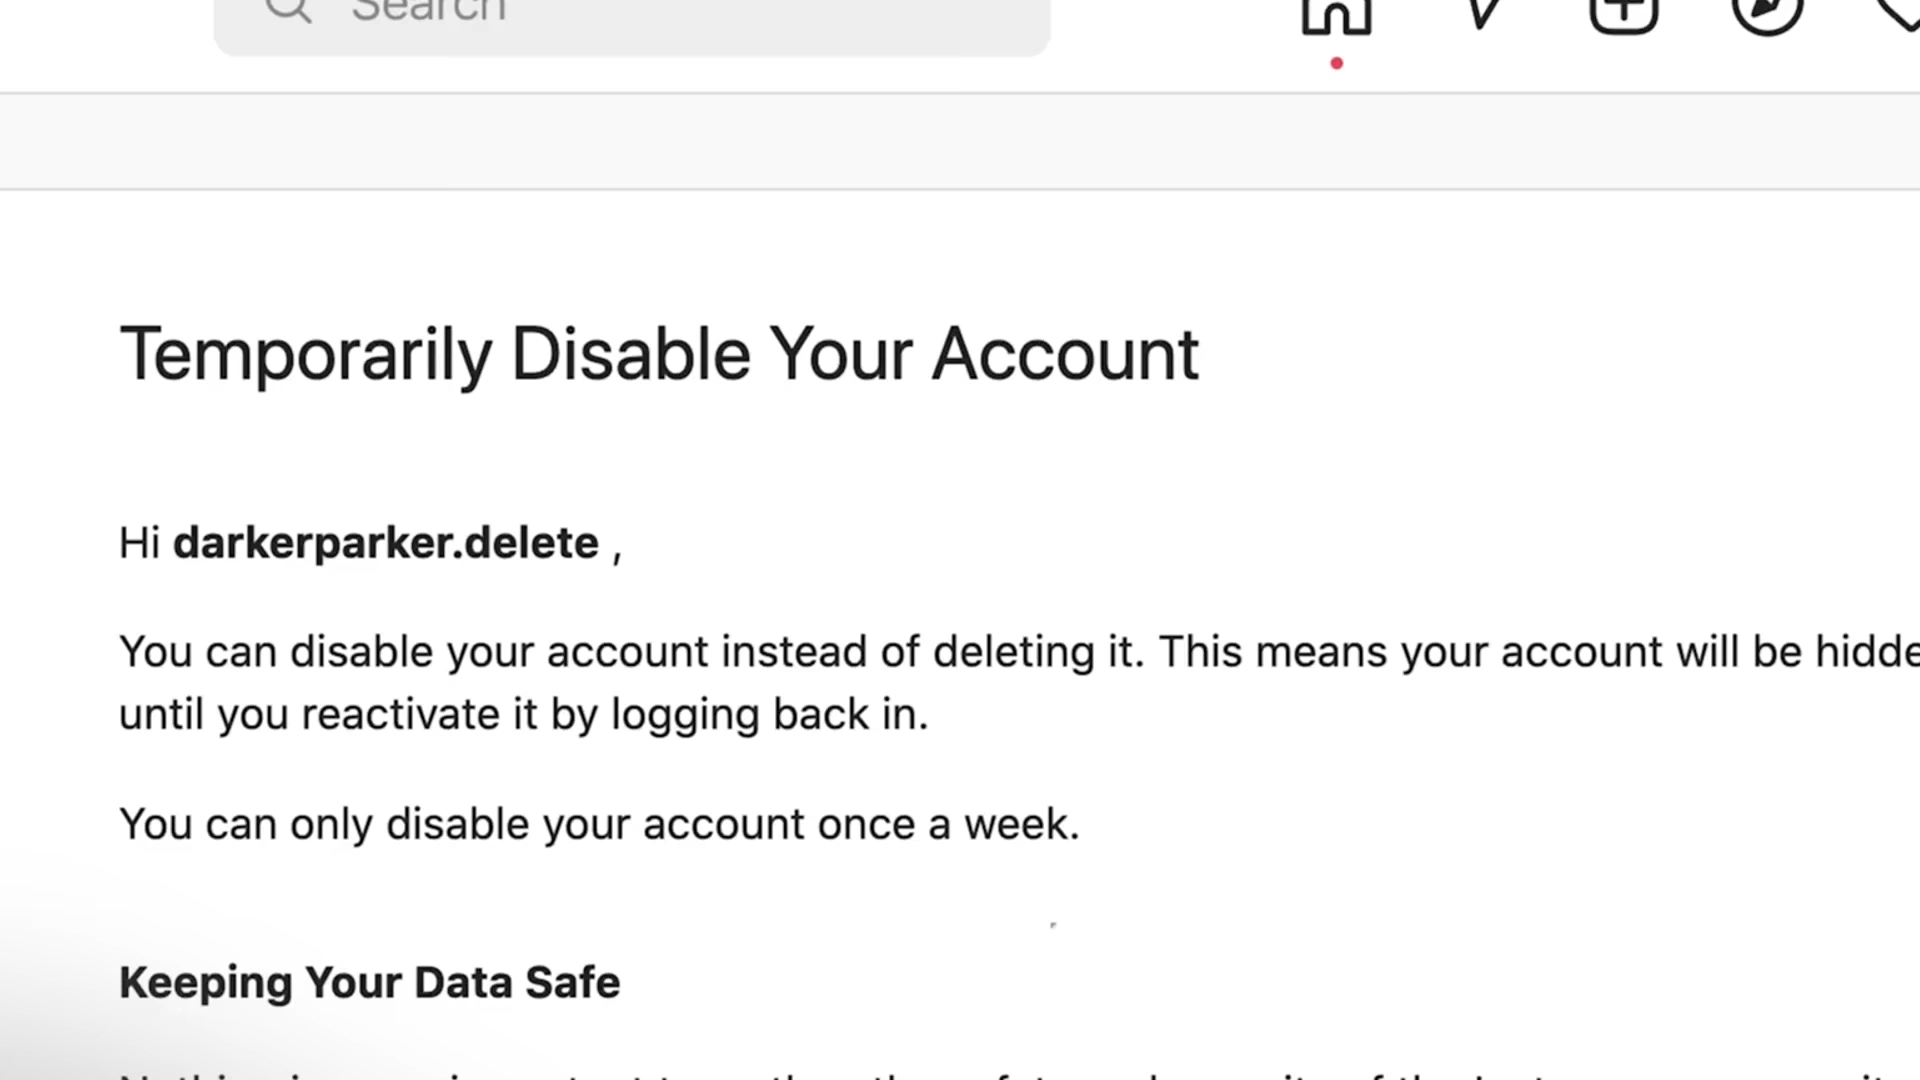 Search
Temporarily Disable Your Account
Hi darkerparker.delete ,
You can disable your account instead of deleting it. This means your account will be
until you reactivate it by logging back in.
You can only disable your account once a week.
Keeping Your Data Safe